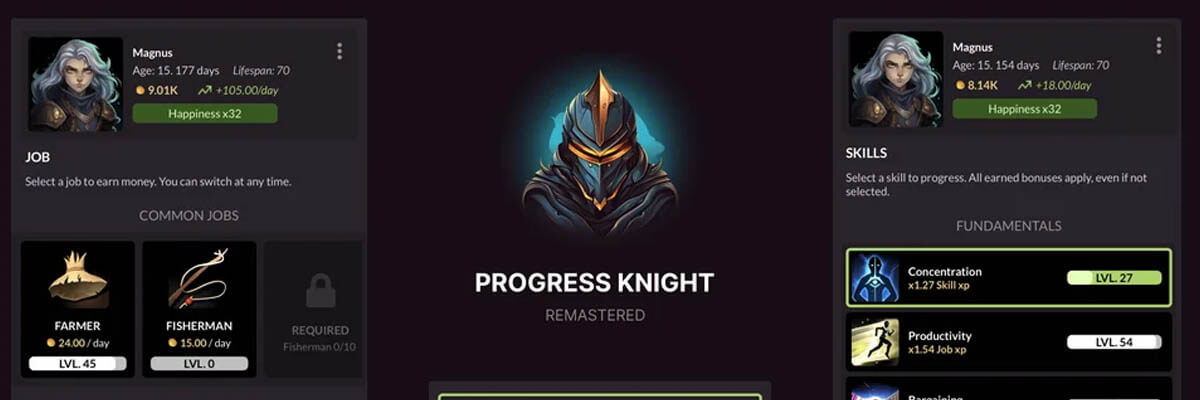 Magnus
Age: 15. 177 days Lifespan: 70
9.01K +105.00/day
Happiness x32
JOB
Select a job to earn money. You can switch at any time.
COMMON JOBS
FARMER
24.00 / day
LVL. 45
FISHERMAN
15.00 / day
LVL. 0
REQUIRED
Fisherman 0/10
PROGRESS KNIGHT
REMASTERED
Magnus
Age: 15. 154 days Lifespan: 70
8.14K +18.00/day
Happiness x32
SKILLS
Select a skill to progress. All earned bonuses apply, even if not
selected.
FUNDAMENTALS
Concentration
x1.27 Skill xp
LVL. 27
Productivity
x1.54 Job xp
LVL. 54
Bargaining